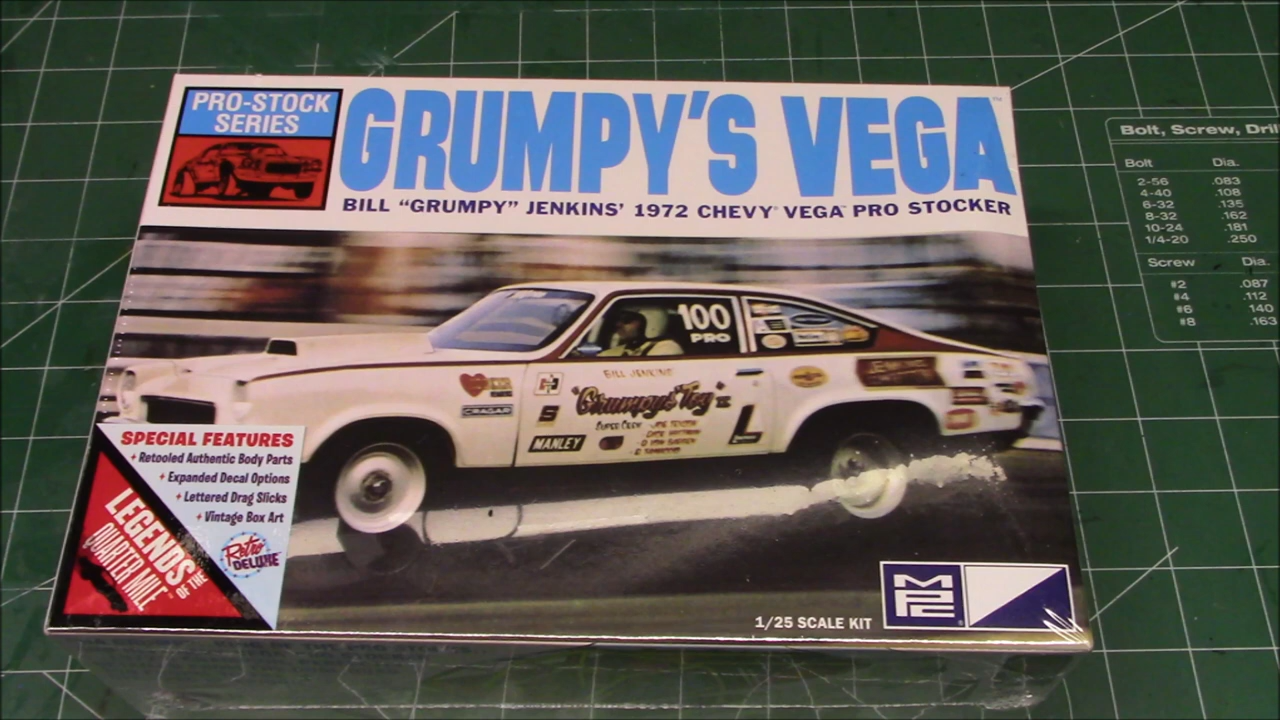 PRO-STOCK
SERIES
GRUMPY'S VEGA™
BILL "GRUMPY" JENKINS' 1972 CHEVY® VEGA™ PRO STOCKER
100
PRO
BILL JENKINS'
"Grumpy's Toy"
CRAGAR
MANLEY
SPECIAL FEATURES
Retooled Authentic Body Parts
Expanded Decal Options
Lettered Drag Slicks
Vintage Box Art
Retro
DELUXE
LEGENDS
OF THE
QUARTER MILE™
1/25 SCALE KIT
MPC
Bolt, Screw, Dril
Bolt Dia.
2-56 .083
4-40 .108
6-32 .135
8-32 .162
10-24 .181
1/4-20 .250
Screw Dia.
#2 .087
#4 .112
#6 140
#8 .163